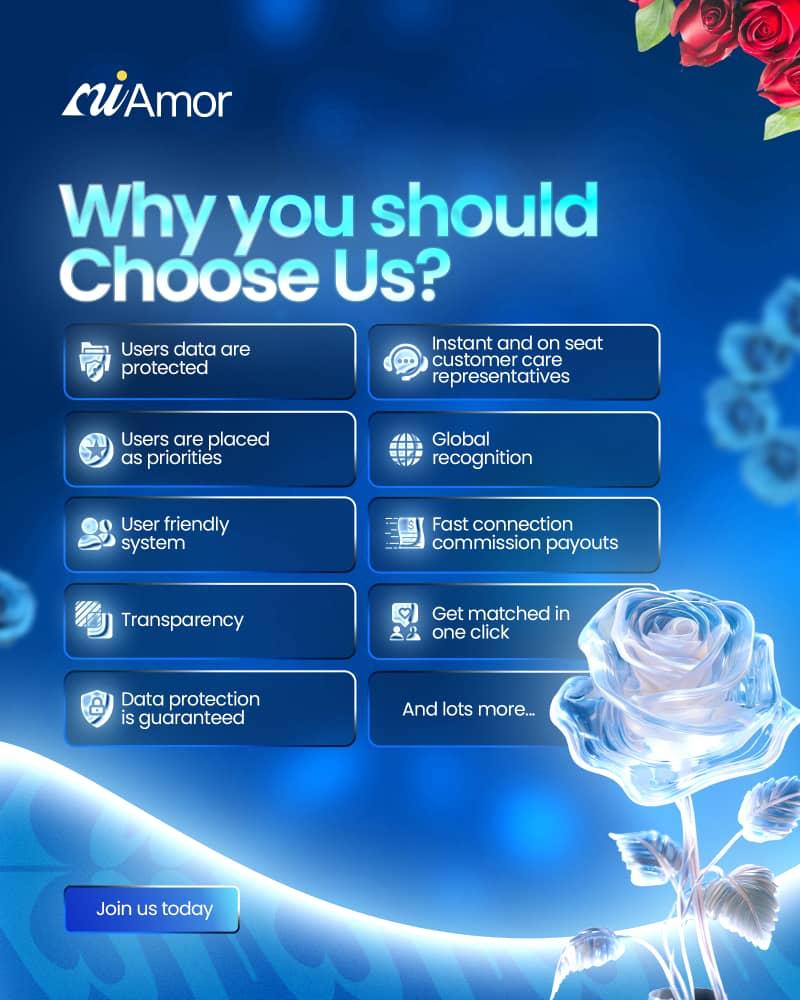 miAmor
Why you should
Choose Us?
Users data are
protected
Instant and on seat
customer care
representatives
Users are placed
as priorities
Global
recognition
User friendly
system
Fast connection
commission payouts
Transparency
Get matched in
one click
Data protection
is guaranteed
And lots more...
Join us today